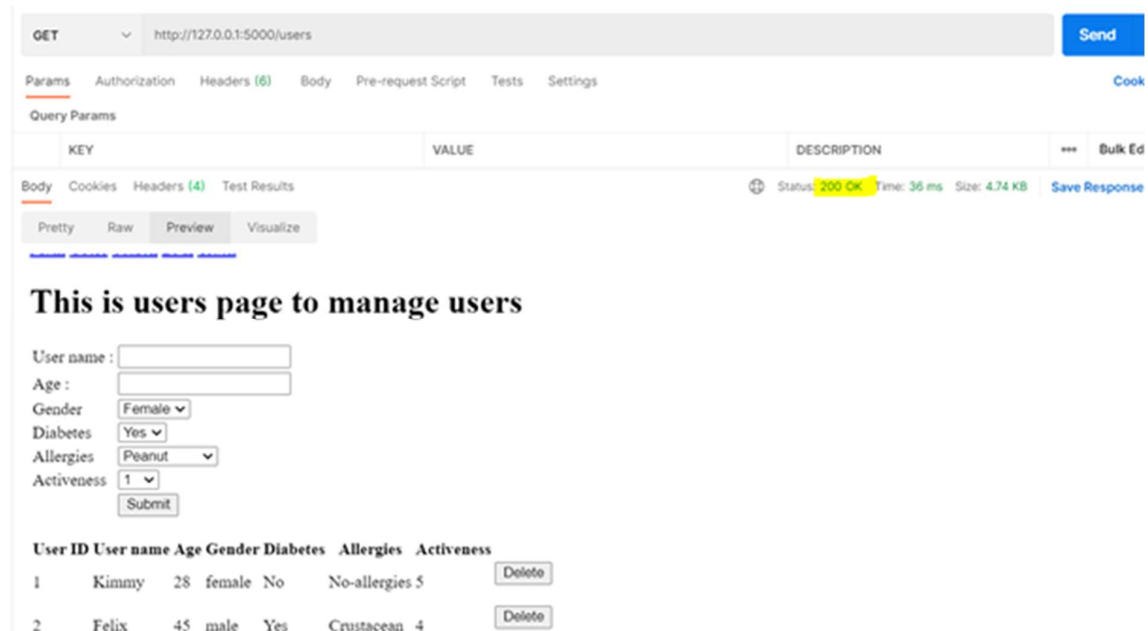 GET http://127.0.0.1:5000/users Send
Params Authorization Headers (6) Body Pre-request Script Tests Settings Cook
Query Params
KEY VALUE DESCRIPTION ••• Bulk Ed
Body Cookies Headers (4) Test Results Status: 200 OK Time: 36 ms Size: 4.74 KB Save Response
Pretty Raw Preview Visualize
This is users page to manage users
User name :
Age :
Gender Female
Diabetes Yes
Allergies Peanut
Activeness 1
Submit
User ID User name Age Gender Diabetes Allergies Activeness
1 Kimmy 28 female No No-allergies 5 Delete
2 Felix 45 male Yes Crustacean 4 Delete